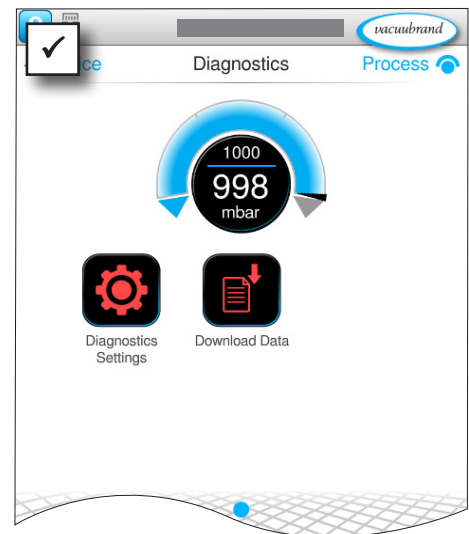 vacuubrand
ce
Diagnostics
Process
1000
998
mbar
Diagnostics
Settings
Download Data